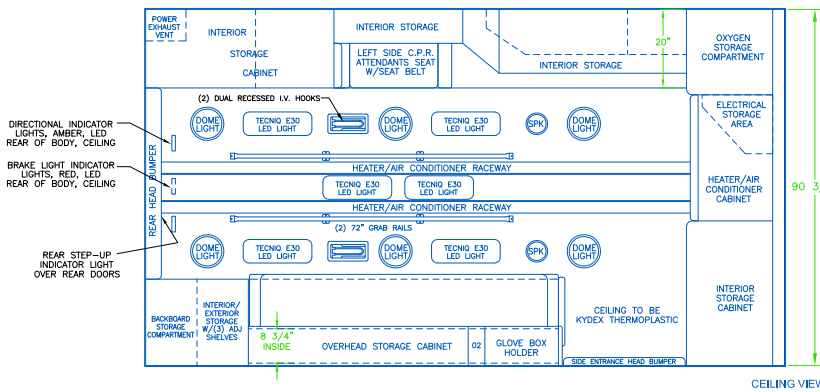 POWER
EXHAUST
VENT
INTERIOR
STORAGE
CABINET
INTERIOR STORAGE
LEFT SIDE C.P.R.
ATTENDANTS SEAT
W/SEAT BELT
INTERIOR STORAGE
20"
OXYGEN
STORAGE
COMPARTMENT
(2) DUAL RECESSED I.V. HOOKS
ELECTRICAL
STORAGE
AREA
DIRECTIONAL INDICATOR
LIGHTS, AMBER, LED
REAR OF BODY, CEILING
DOME
LIGHT
TECNIQ E30
LED LIGHT
DOME
LIGHT
TECNIQ E30
LED LIGHT
SPK
DOME
LIGHT
BRAKE LIGHT INDICATOR
LIGHTS, RED, LED
REAR OF BODY, CEILING
REAR HEAD BUMPER
HEATER/AIR CONDITIONER RACEWAY
TECNIQ E30
LED LIGHT
TECNIQ E30
LED LIGHT
HEATER/AIR
CONDITIONER
CABINET
90 3
HEATER/AIR CONDITIONER RACEWAY
(2) 72" GRAB RAILS
REAR STEP-UP
INDICATOR LIGHT
OVER REAR DOORS
DOME
LIGHT
TECNIQ E30
LED LIGHT
DOME
LIGHT
TECNIQ E30
LED LIGHT
SPK
DOME
LIGHT
BACKBOARD
STORAGE
COMPARTMENT
INTERIOR/
EXTERIOR
STORAGE
W/(3) ADJ
SHELVES
8 3/4"
INSIDE
OVERHEAD STORAGE CABINET
02
GLOVE BOX
HOLDER
CEILING TO BE
KYDEX THERMOPLASTIC
INTERIOR
STORAGE
CABINET
SIDE ENTRANCE HEAD BUMPER
CEILING VIEW